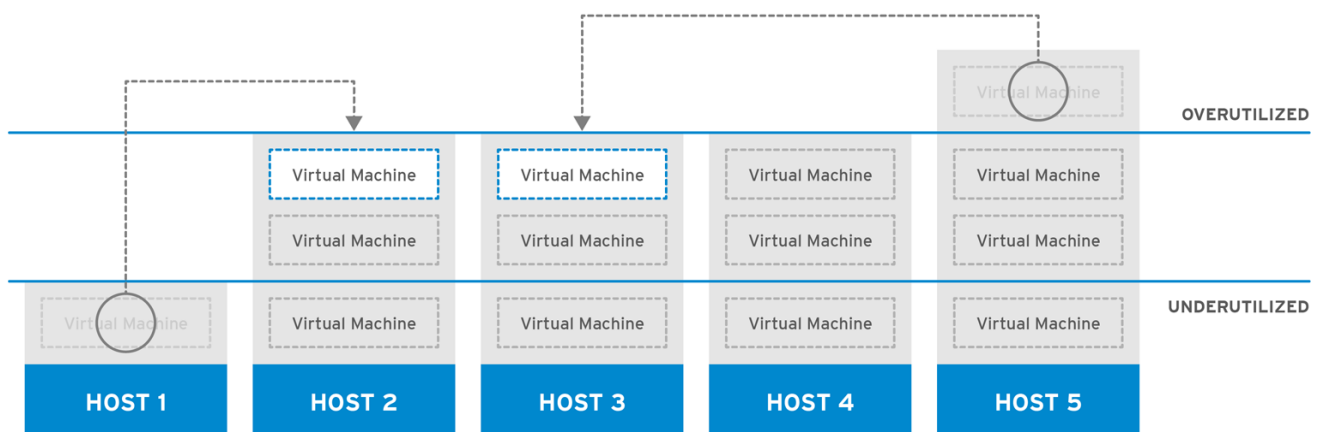 Virtual Machine
OVERUTILIZED
Virtual Machine Virtual Machine Virtual Machine Virtual Machine
Virtual Machine Virtual Machine Virtual Machine Virtual Machine
UNDERUTILIZED
Virtual Machine Virtual Machine Virtual Machine Virtual Machine Virtual Machine
HOST 1 HOST 2 HOST 3 HOST 4 HOST 5